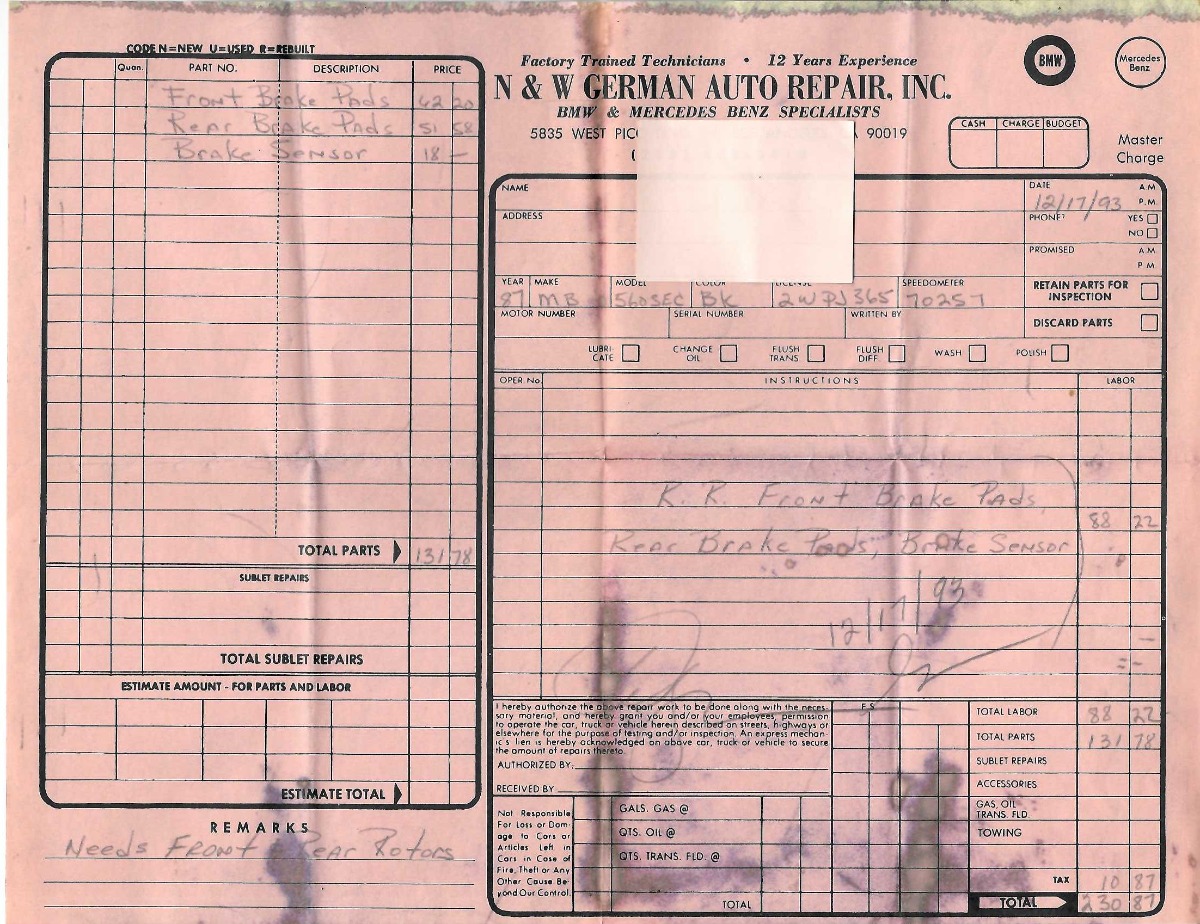 CODE N=NEW U=USED R=REBUILT
Quan. PART NO. DESCRIPTION PRICE
Front Brake Pads 62 20
Rear Brake Pads 51 58
Brake Sensor 18 —
TOTAL PARTS 131 78
SUBLET REPAIRS
TOTAL SUBLET REPAIRS
ESTIMATE AMOUNT - FOR PARTS AND LABOR
ESTIMATE TOTAL
REMARKS
Needs Front Rear Rotors
Factory Trained Technicians • 12 Years Experience
N & W GERMAN AUTO REPAIR, INC.
BMW & MERCEDES BENZ SPECIALISTS
5835 WEST PICO 90019
BMW
Mercedes
Benz
CASH CHARGE BUDGET
Master
Charge
NAME
ADDRESS
DATE A.M.
12/17/93 P.M.
PHONE? YES
NO
PROMISED A.M.
P.M.
YEAR MAKE MODEL COLOR LICENSE SPEEDOMETER
87 MB 560SEC Bk 2WPJ365 70257
RETAIN PARTS FOR
INSPECTION
MOTOR NUMBER SERIAL NUMBER WRITTEN BY
DISCARD PARTS
LUBRI-
CATE
CHANGE
OIL
FLUSH
TRANS.
FLUSH
DIFF.
WASH
POLISH
OPER. No. INSTRUCTIONS LABOR
R. R. Front Brake Pads,
88 22
Rear Brake Pads, Brake Sensor
12/17/93
I hereby authorize the above repair work to be done along with the neces-
sary material, and hereby grant you and/or your employees, permission
to operate the car, truck or vehicle herein described on streets, highways or
elsewhere for the purpose of testing and/or inspection. An express mechan-
ic's lien is hereby acknowledged on above car, truck or vehicle to secure
the amount of repairs thereto.
AUTHORIZED BY
RECEIVED BY
Not Responsible
For Loss or Dam-
age to Cars or
Articles Left in
Cars in Case of
Fire, Theft or Any
Other Cause Be-
yond Our Control.
GALS. GAS @
QTS. OIL @
QTS. TRANS. FLD. @
TOTAL
TOTAL LABOR 88 22
TOTAL PARTS 131 78
SUBLET REPAIRS
ACCESSORIES
GAS, OIL
TRANS. FLD.
TOWING
TAX 10 87
TOTAL 230 87